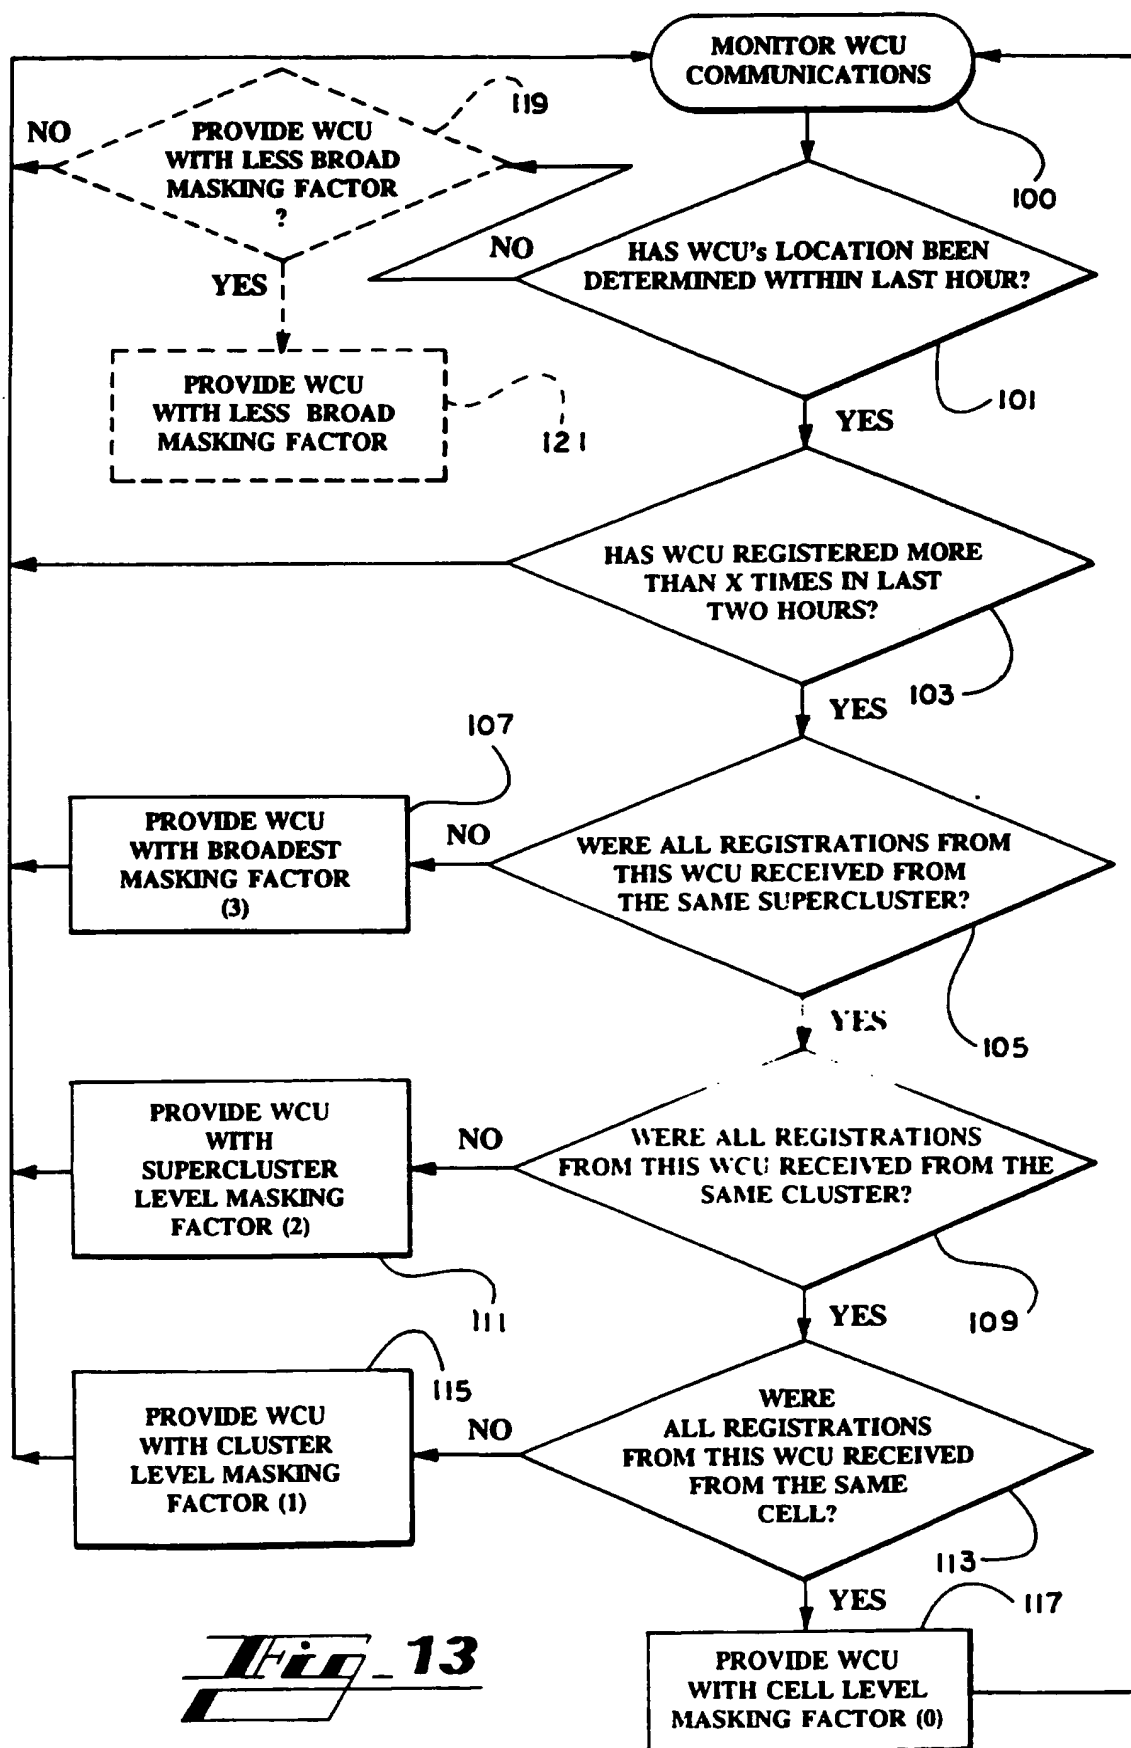 MONITOR WCU
COMMUNICATIONS
100
119
NO
PROVIDE WCU
WITH LESS BROAD
MASKING FACTOR
?
YES
NO
HAS WCU's LOCATION BEEN
DETERMINED WITHIN LAST HOUR?
101
YES
PROVIDE WCU
WITH LESS BROAD
MASKING FACTOR
121
HAS WCU REGISTERED MORE
THAN X TIMES IN LAST
TWO HOURS?
103
YES
107
PROVIDE WCU
WITH BROADEST
MASKING FACTOR
(3)
NO
WERE ALL REGISTRATIONS FROM
THIS WCU RECEIVED FROM
THE SAME SUPERCLUSTER?
105
YES
PROVIDE WCU
WITH
SUPERCLUSTER
LEVEL MASKING
FACTOR (2)
111
NO
WERE ALL REGISTRATIONS
FROM THIS WCU RECEIVED FROM THE
SAME CLUSTER?
109
YES
115
PROVIDE WCU
WITH CLUSTER
LEVEL MASKING
FACTOR (1)
NO
WERE
ALL REGISTRATIONS
FROM THIS WCU RECEIVED
FROM THE SAME
CELL?
113
YES
117
PROVIDE WCU
WITH CELL LEVEL
MASKING FACTOR (0)
Fig_13